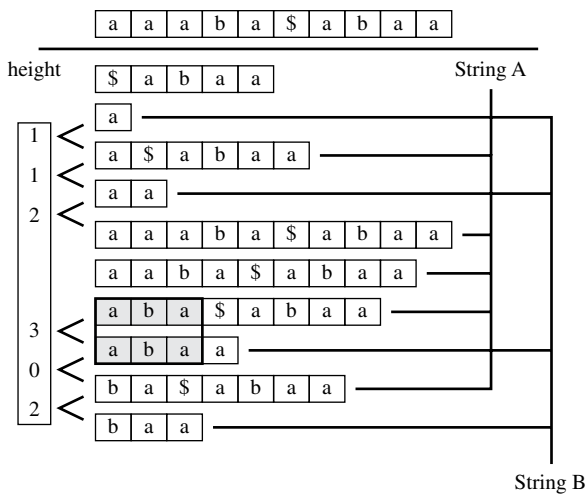 a a a b a $ a b a a
height
String A
$ a b a a
a
1
a $ a b a a
1
a a
2
a a a b a $ a b a a
a a b a $ a b a a
a b a $ a b a a
3
a b a a
0
b a $ a b a a
2
b a a
String B